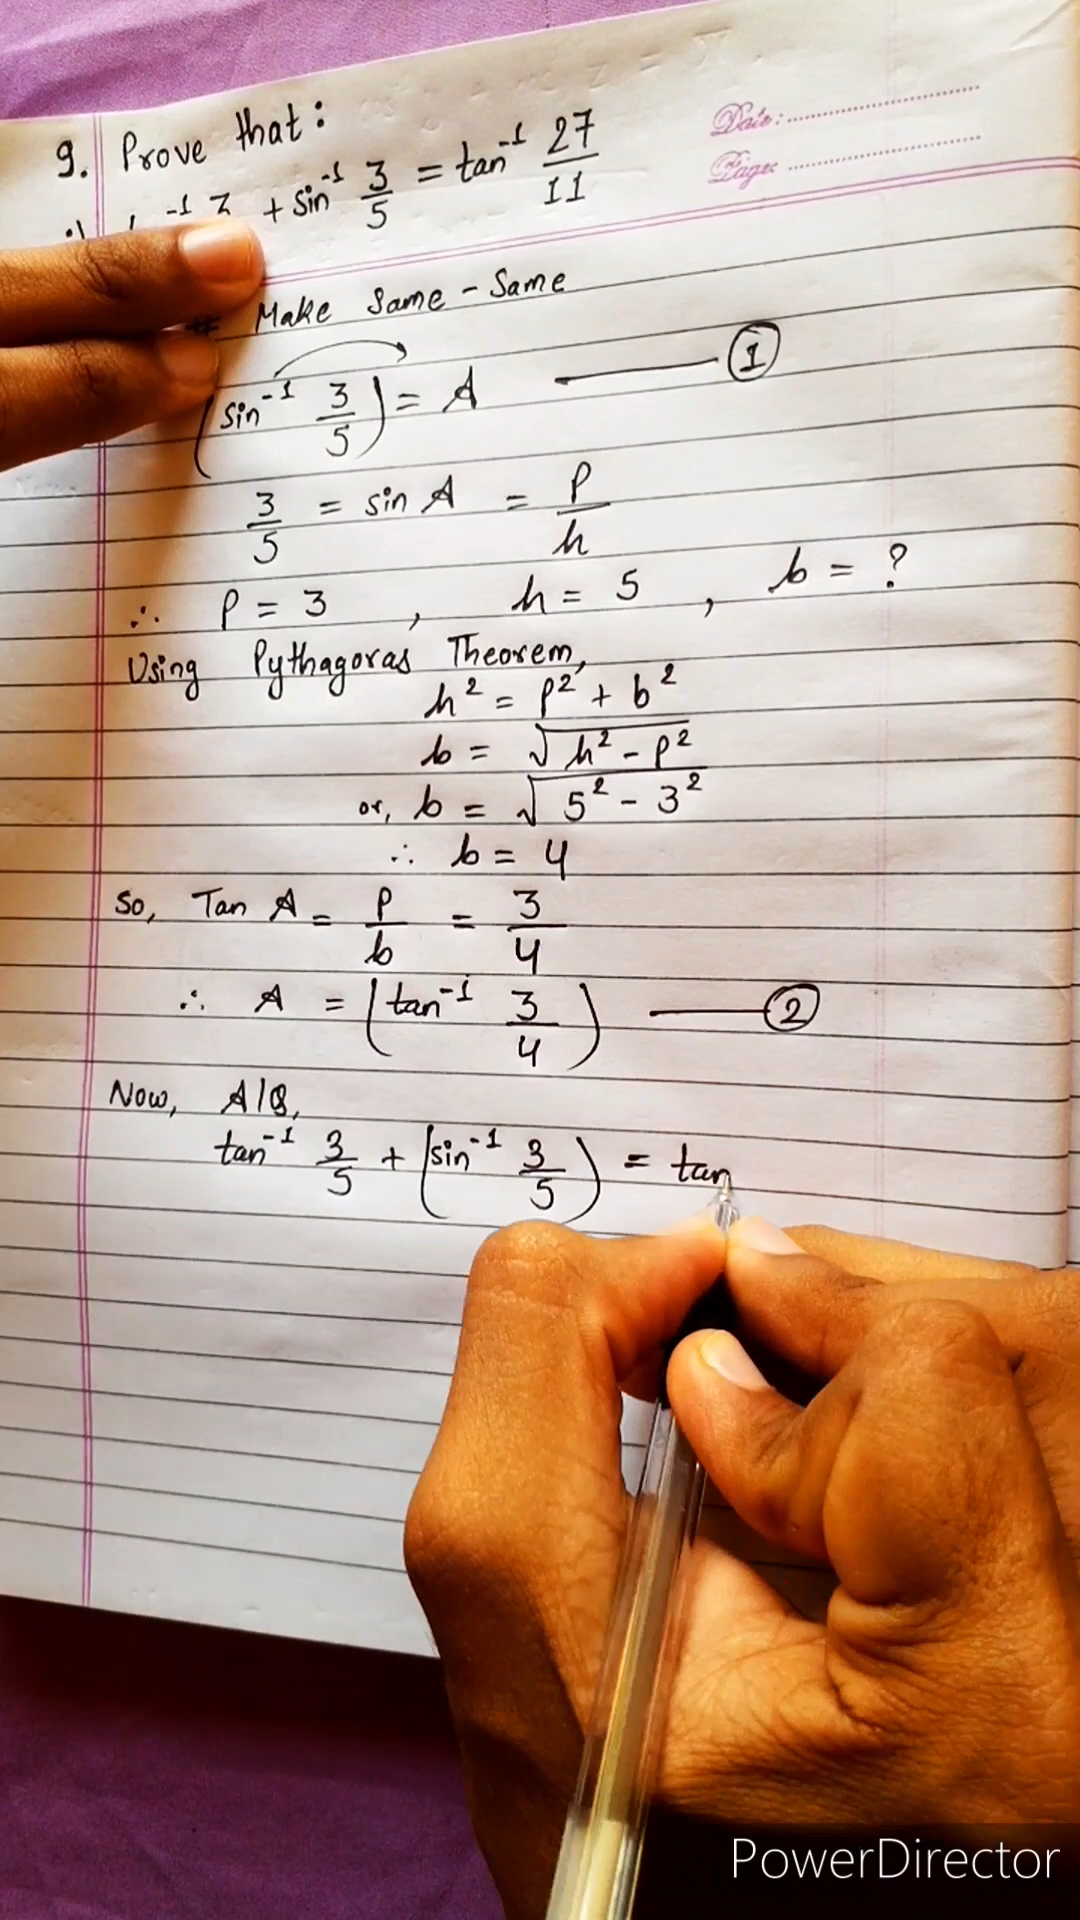 9. Prove that:
-1 3 + sin⁻¹ 3/5 = tan⁻¹ 27/11
Date:
Page:
# Make Same - Same
(sin⁻¹ 3/5) = A —— ①
3/5 = sin A = P/h
∴ P = 3 , h = 5 , b = ?
Using Pythagoras Theorem,
h² = P² + b²
b = √h² - P²
or, b = √5² - 3²
∴ b = 4
So, Tan A = P/b = 3/4
∴ A = (tan⁻¹ 3/4) —— ②
Now, A/Q,
tan⁻¹ 3/5 + (sin⁻¹ 3/5) = tan
PowerDirector